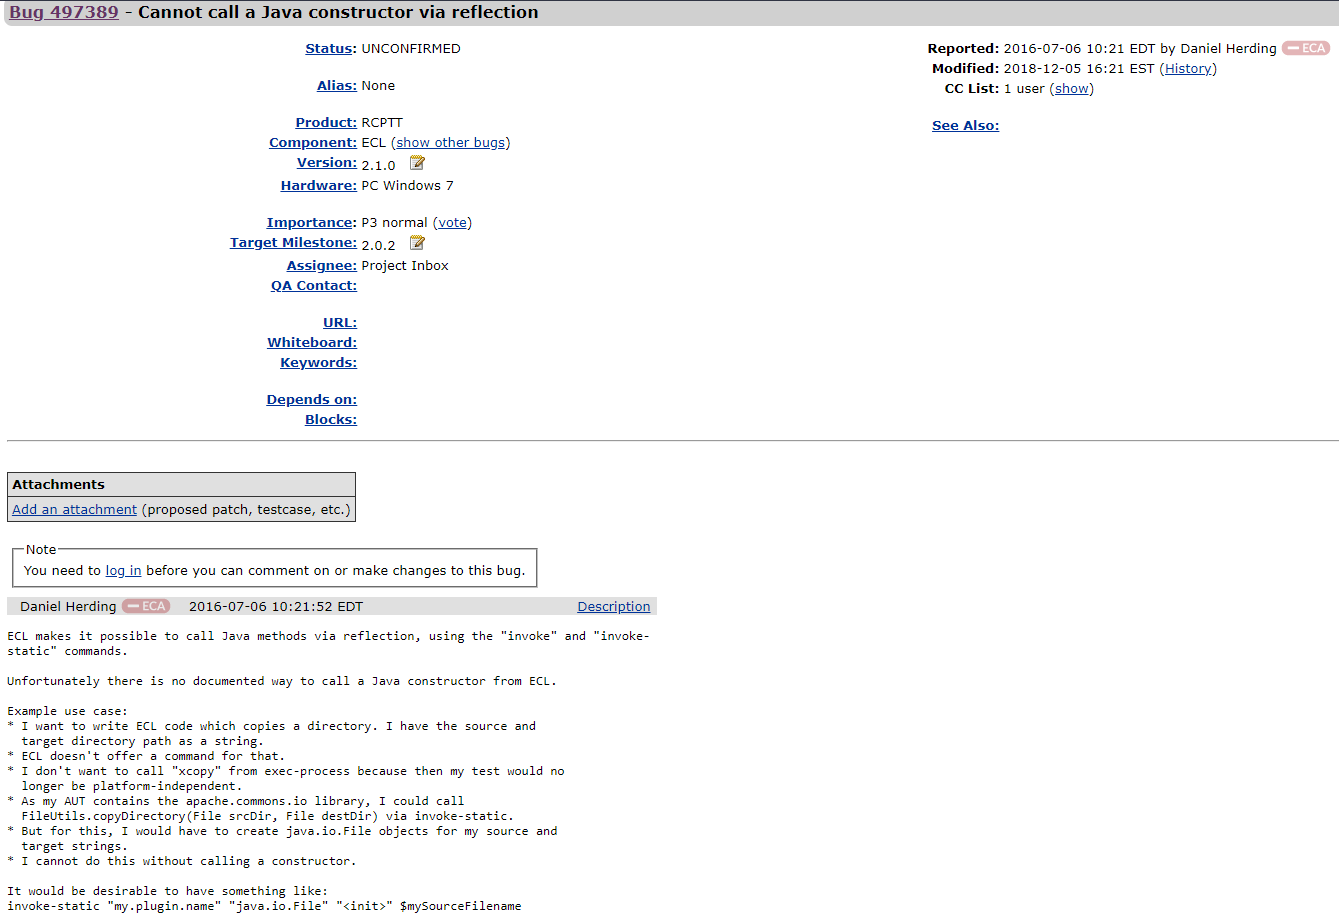 Bug 497389 - Cannot call a Java constructor via reflection
Status: UNCONFIRMED
Alias: None
Product: RCPTT
Component: ECL (show other bugs)
Version: 2.1.0
Hardware: PC Windows 7
Importance: P3 normal (vote)
Target Milestone: 2.0.2
Assignee: Project Inbox
QA Contact:
URL:
Whiteboard:
Keywords:
Depends on:
Blocks:
Reported: 2016-07-06 10:21 EDT by Daniel Herding ECA
Modified: 2018-12-05 16:21 EST (History)
CC List: 1 user (show)
See Also:
Attachments
Add an attachment (proposed patch, testcase, etc.)
Note
You need to log in before you can comment on or make changes to this bug.
Daniel Herding ECA 2016-07-06 10:21:52 EDT Description
ECL makes it possible to call Java methods via reflection, using the "invoke" and "invoke-
static" commands.
Unfortunately there is no documented way to call a Java constructor from ECL.
Example use case:
* I want to write ECL code which copies a directory. I have the source and
target directory path as a string.
* ECL doesn't offer a command for that.
* I don't want to call "xcopy" from exec-process because then my test would no
longer be platform-independent.
* As my AUT contains the apache.commons.io library, I could call
FileUtils.copyDirectory(File srcDir, File destDir) via invoke-static.
* But for this, I would have to create java.io.File objects for my source and
target strings.
* I cannot do this without calling a constructor.
It would be desirable to have something like:
invoke-static "my.plugin.name" "java.io.File" "<init>" $mySourceFilename